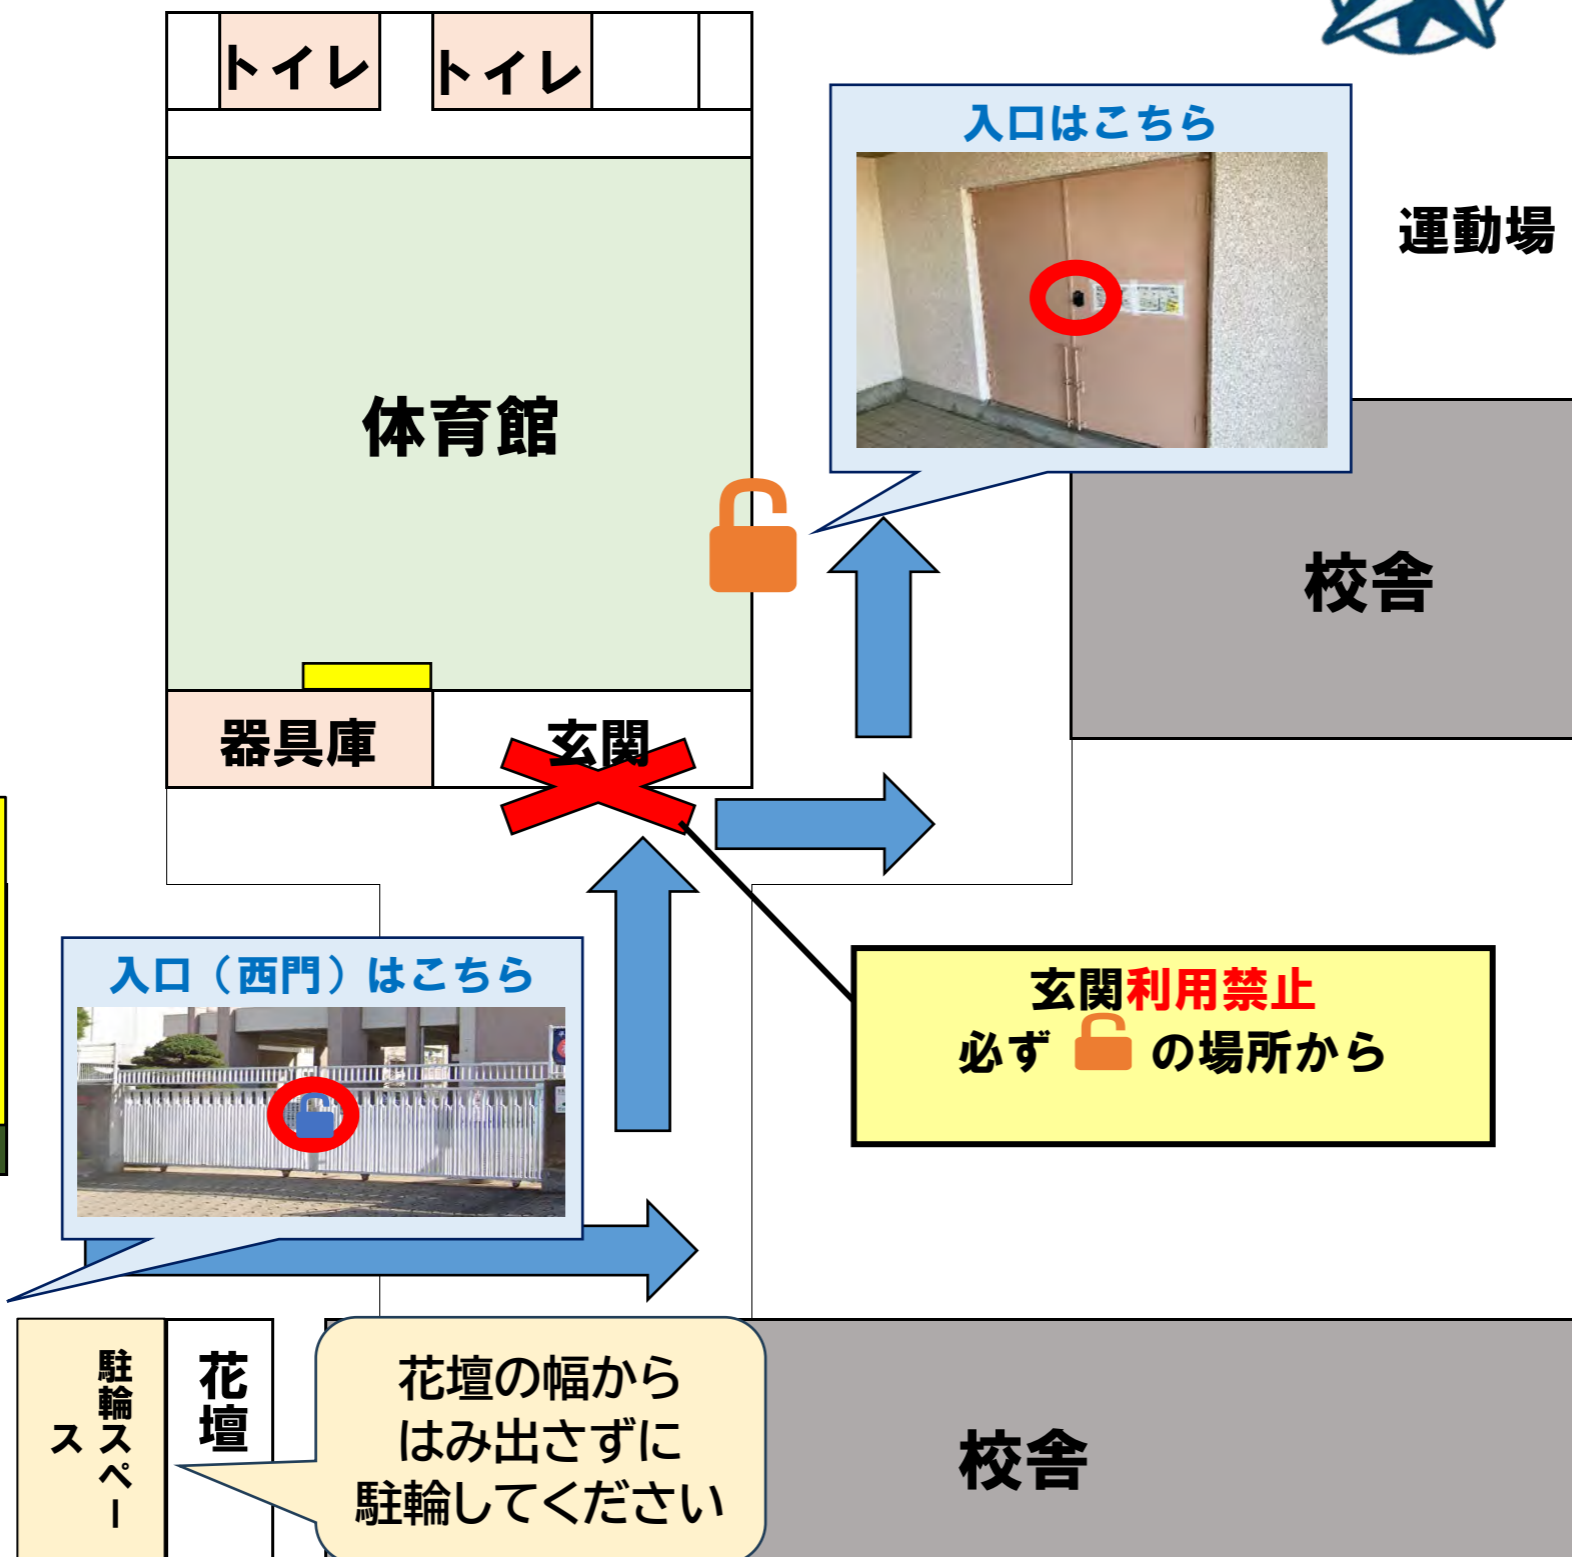 トイレ
トイレ
入口はこちら
運動場
体育館
校舎
器具庫
玄関
入口（西門）はこちら
玄関利用禁止
必ず の場所から
駐輪スペー
ス
花壇
花壇の幅から
はみ出さずに
駐輪してください
校舎